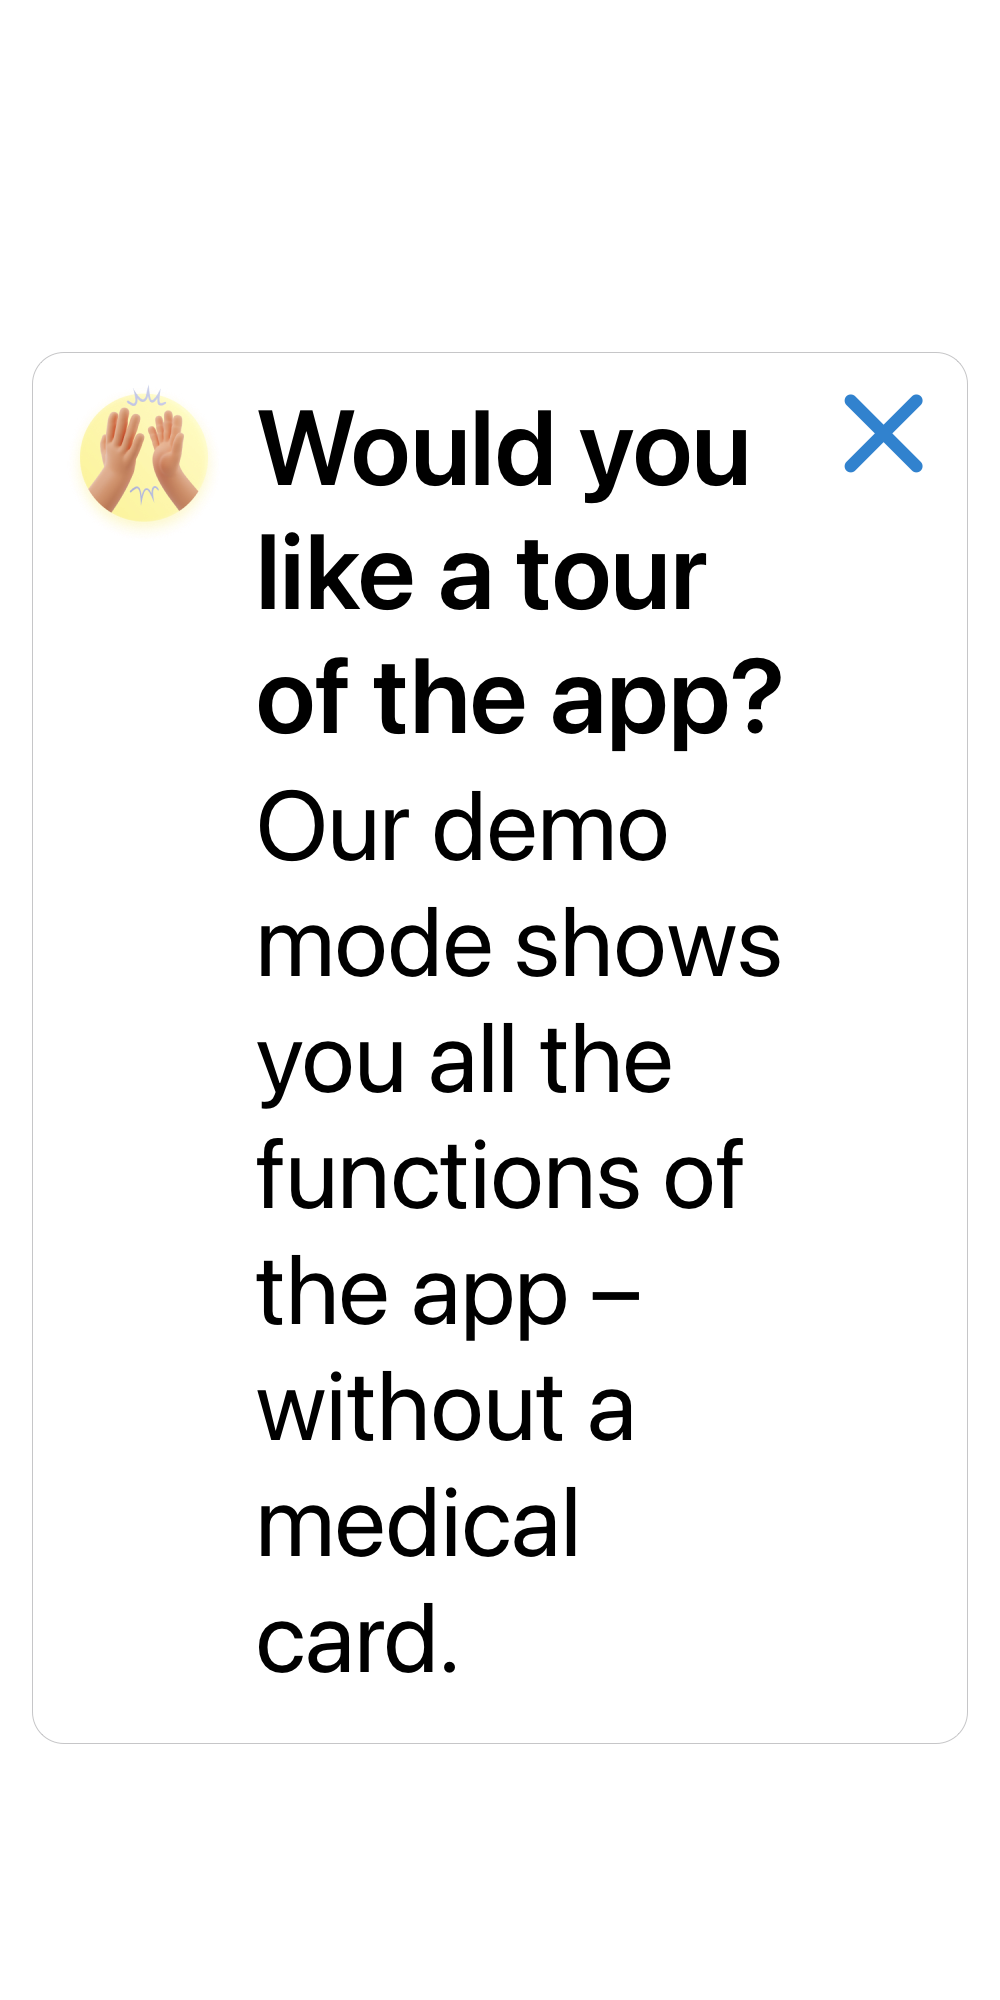 Would you
like a tour
of the app?
Our demo
mode shows
you all the
functions of
the app –
without a
medical
card.